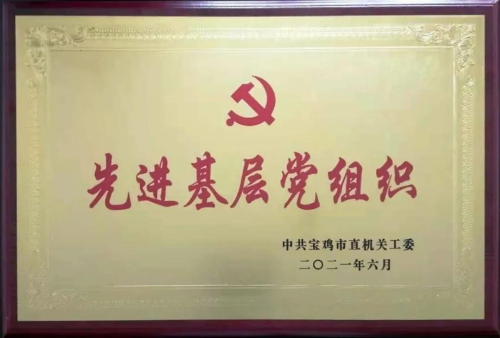 先进基层党组织
中共宝鸡市直机关工委
二〇二一年六月